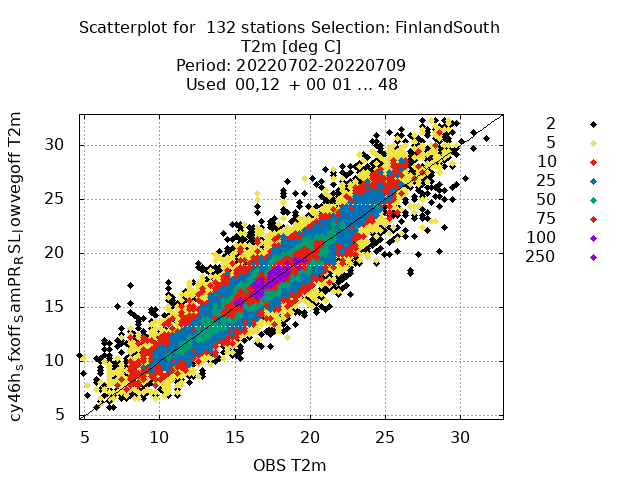 Scatterplot for  132 stations Selection: FinlandSouth
T2m [deg C]
Period: 20220702-20220709
Used  00,12  + 00 01 ... 48
cy46h_sfxoff_SamPR_RSL_lowvegoff T2m
30
25
20
15
10
5
5 10 15 20 25 30
OBS T2m
2
5
10
25
50
75
100
250